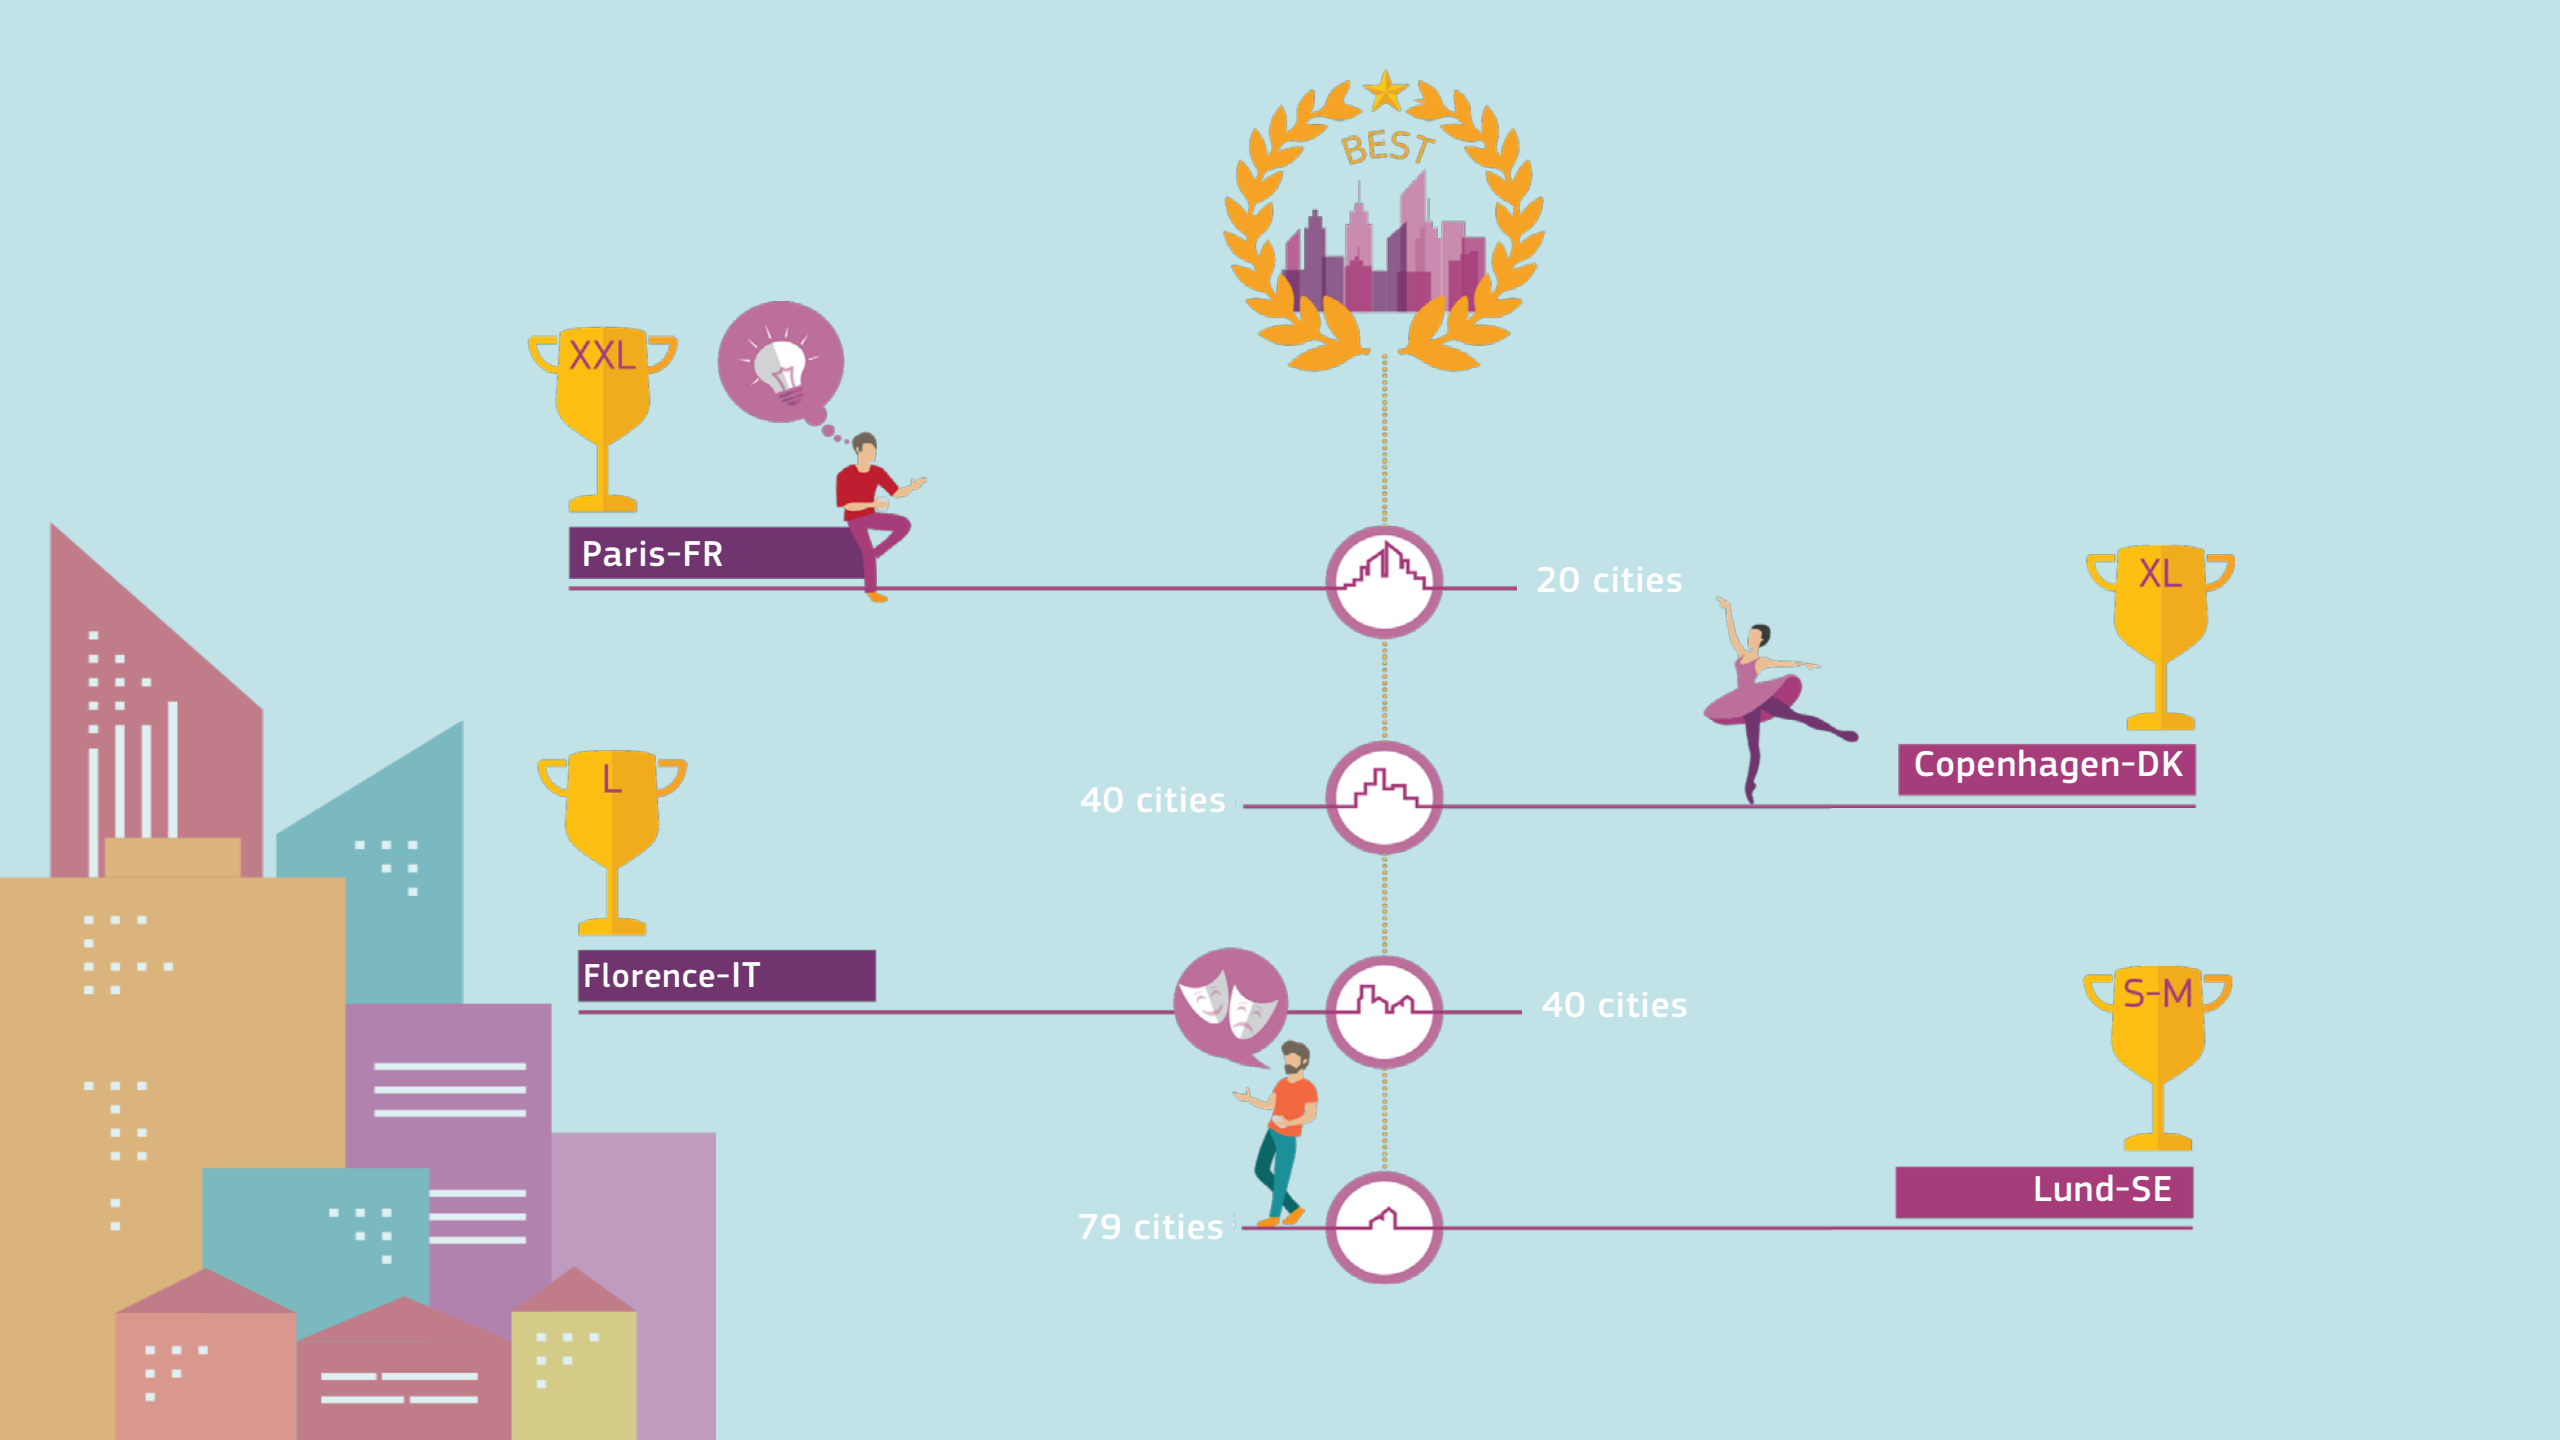 BEST
XXL
Paris-FR
20 cities
XL
Copenhagen-DK
40 cities
L
Florence-IT
40 cities
S-M
Lund-SE
79 cities